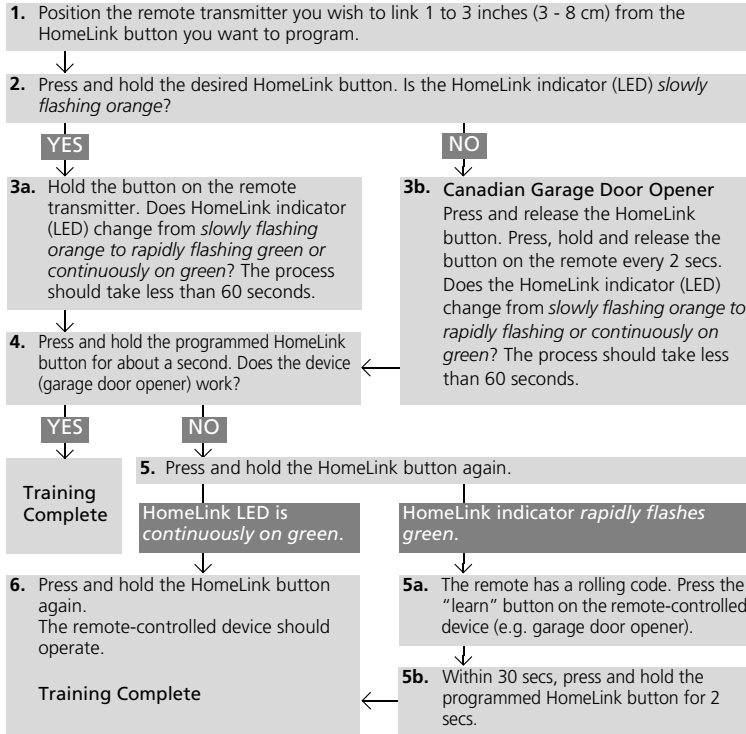 1. Position the remote transmitter you wish to link 1 to 3 inches (3 - 8 cm) from the
HomeLink button you want to program.
2. Press and hold the desired HomeLink button. Is the HomeLink indicator (LED) slowly
flashing orange?
YES
NO
3a. Hold the button on the remote
transmitter. Does HomeLink indicator
(LED) change from slowly flashing
orange to rapidly flashing green or
continuously on green? The process
should take less than 60 seconds.
3b. Canadian Garage Door Opener
Press and release the HomeLink
button. Press, hold and release the
button on the remote every 2 secs.
Does the HomeLink indicator (LED)
change from slowly flashing orange to
rapidly flashing or continuously on
green? The process should take less
than 60 seconds.
4. Press and hold the programmed HomeLink
button for about a second. Does the device
(garage door opener) work?
YES
NO
Training
Complete
5. Press and hold the HomeLink button again.
HomeLink LED is
continuously on green.
HomeLink indicator rapidly flashes
green.
6. Press and hold the HomeLink button
again.
The remote-controlled device should
operate.
Training Complete
5a. The remote has a rolling code. Press the
“learn” button on the remote-controlled
device (e.g. garage door opener).
5b. Within 30 secs, press and hold the
programmed HomeLink button for 2
secs.